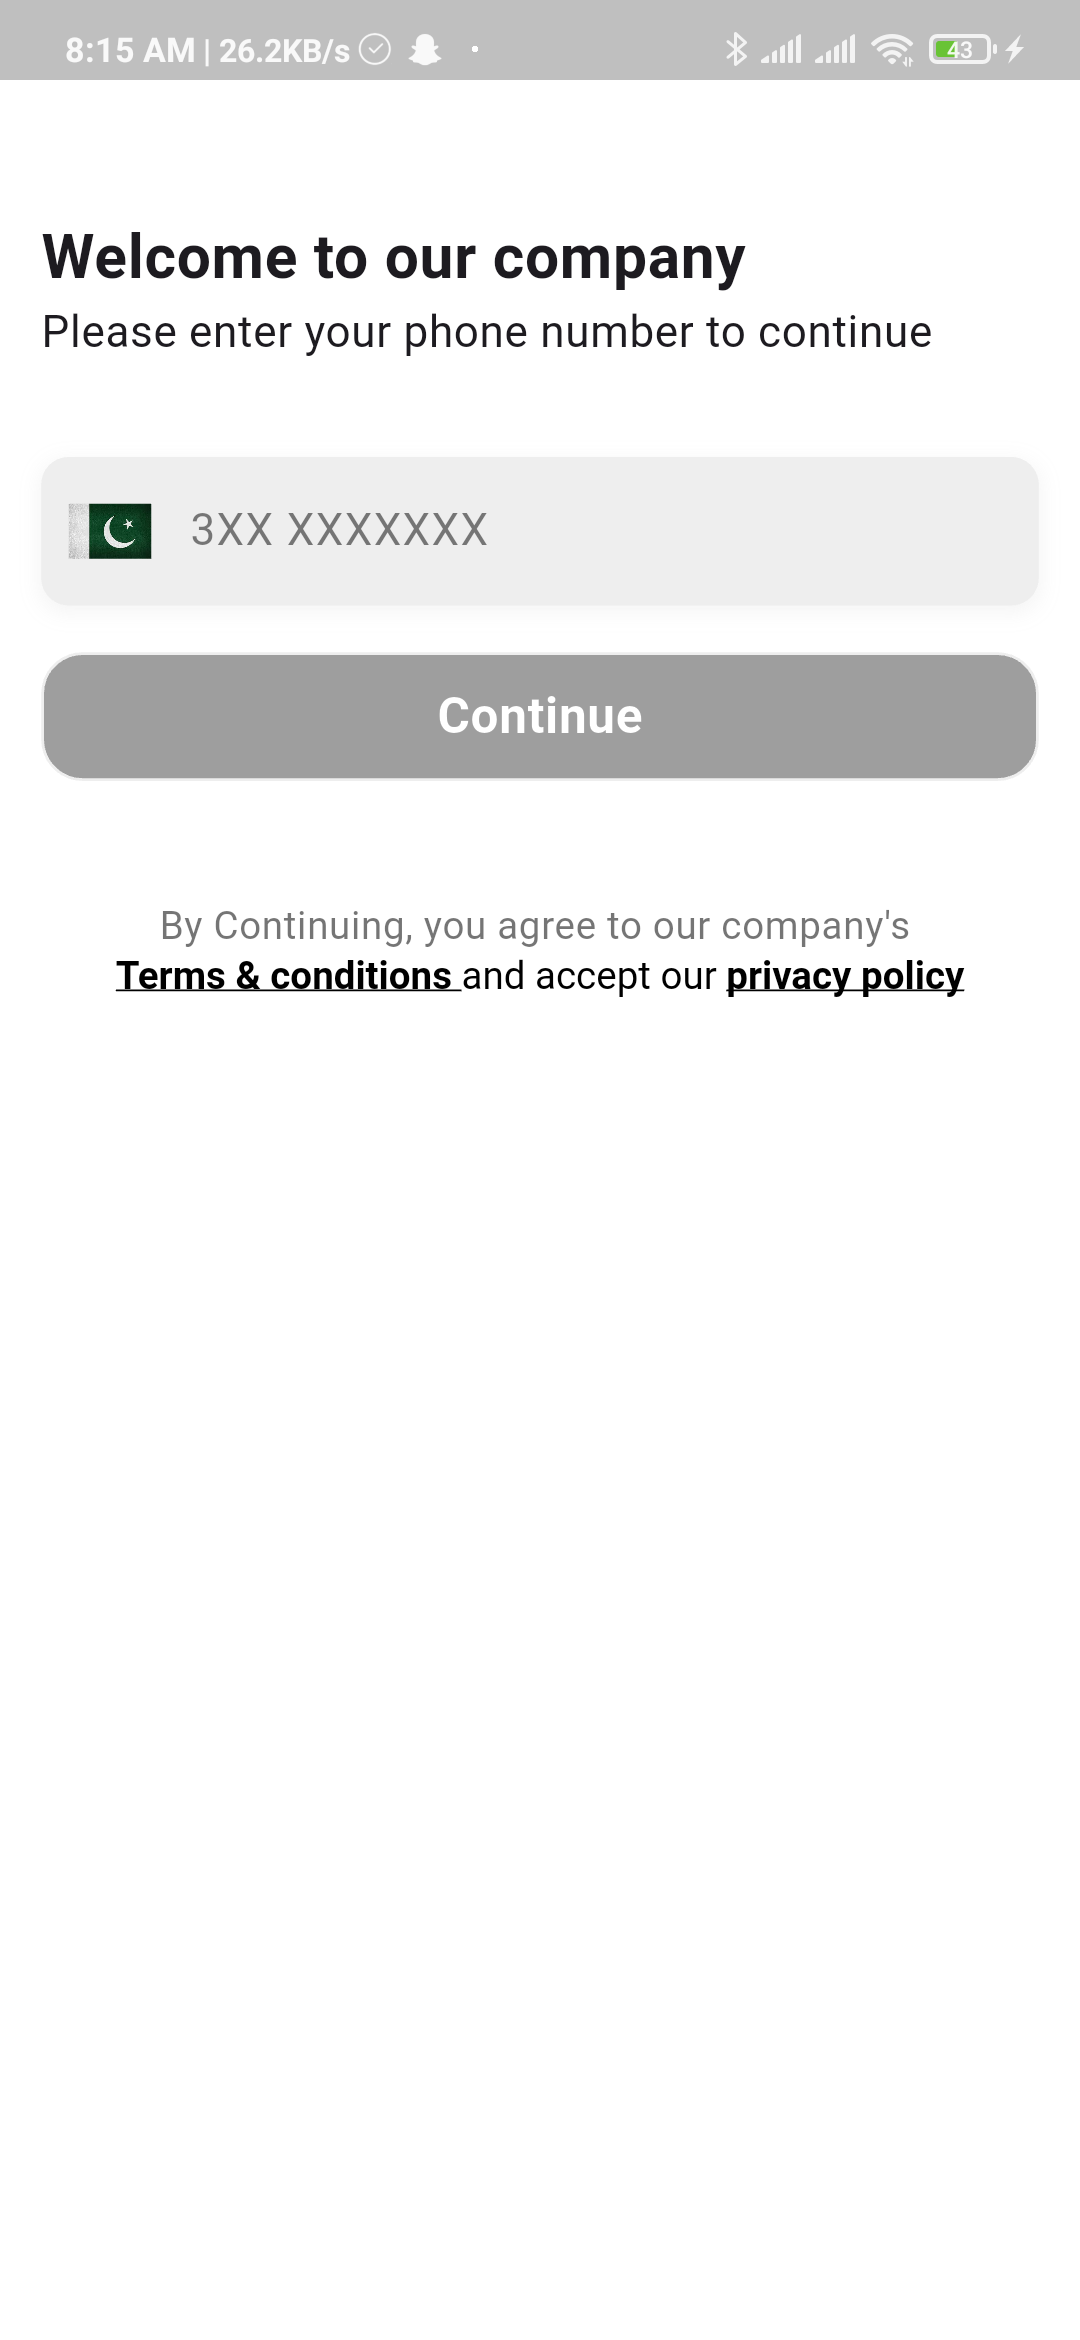 8:15 AM | 26.2KB/s 43
Welcome to our company
Please enter your phone number to continue
3XX XXXXXXX
Continue
By Continuing, you agree to our company's
Terms & conditions and accept our privacy policy